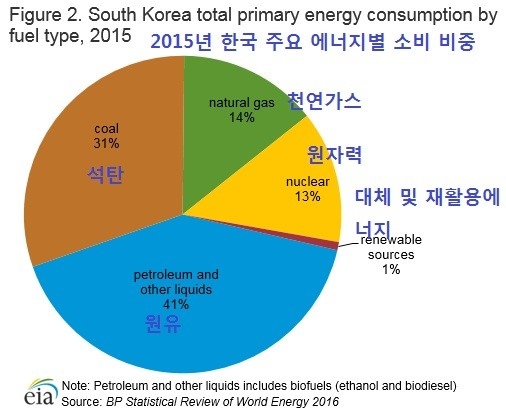 Figure 2. South Korea total primary energy consumption by
fuel type, 2015 2015년 한국 주요 에너지별 소비 비중
natural gas 천연가스
14%
coal
31%
석탄
원자력
nuclear
13%
대체 및 재활용에
너지
renewable
sources
1%
petroleum and
other liquids
41%
원유
eia Note: Petroleum and other liquids includes biofuels (ethanol and biodiesel)
Source: BP Statistical Review of World Energy 2016